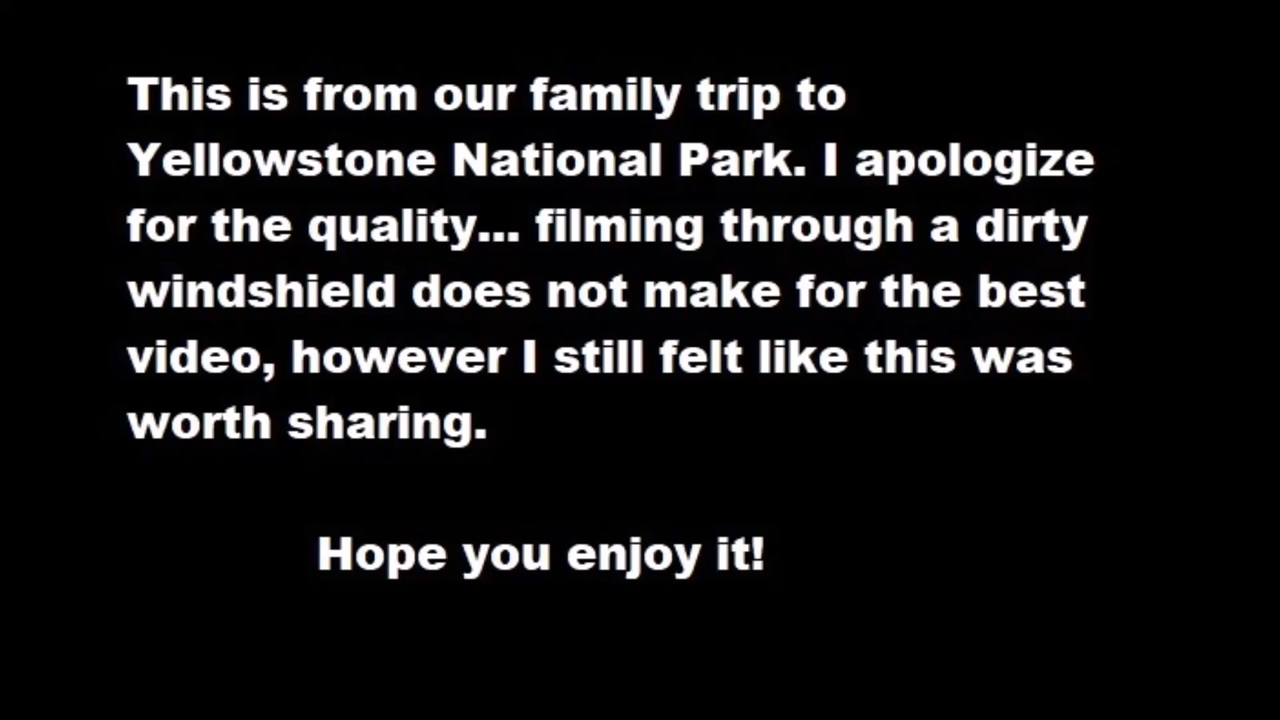 This is from our family trip to
Yellowstone National Park. I apologize
for the quality... filming through a dirty
windshield does not make for the best
video, however I still felt like this was
worth sharing.
Hope you enjoy it!